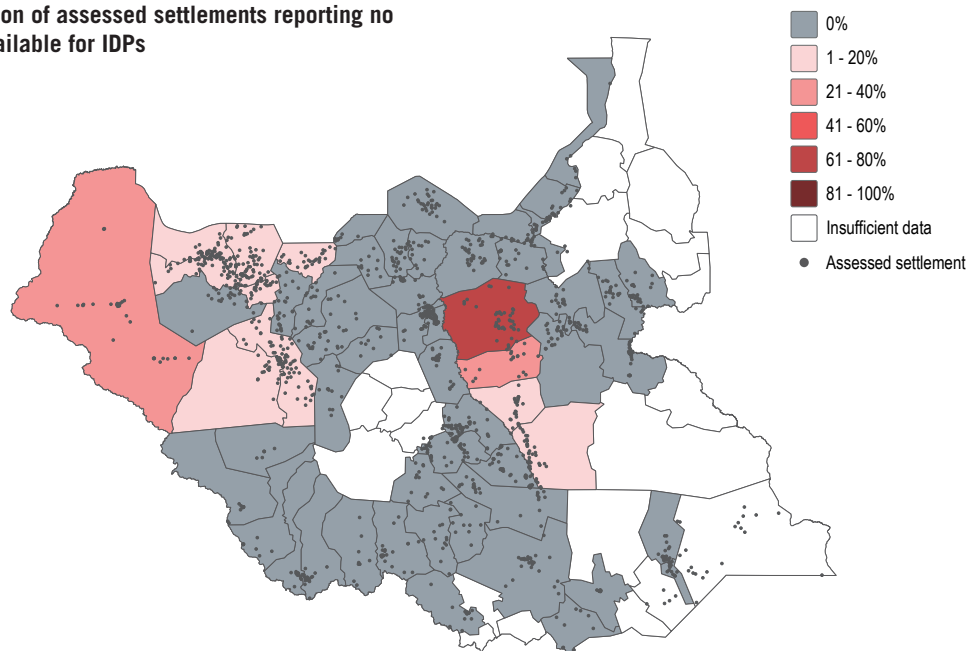 on of assessed settlements reporting no
ailable for IDPs
0%
1 - 20%
21 - 40%
41 - 60%
61 - 80%
81 - 100%
Insufficient data
Assessed settlement